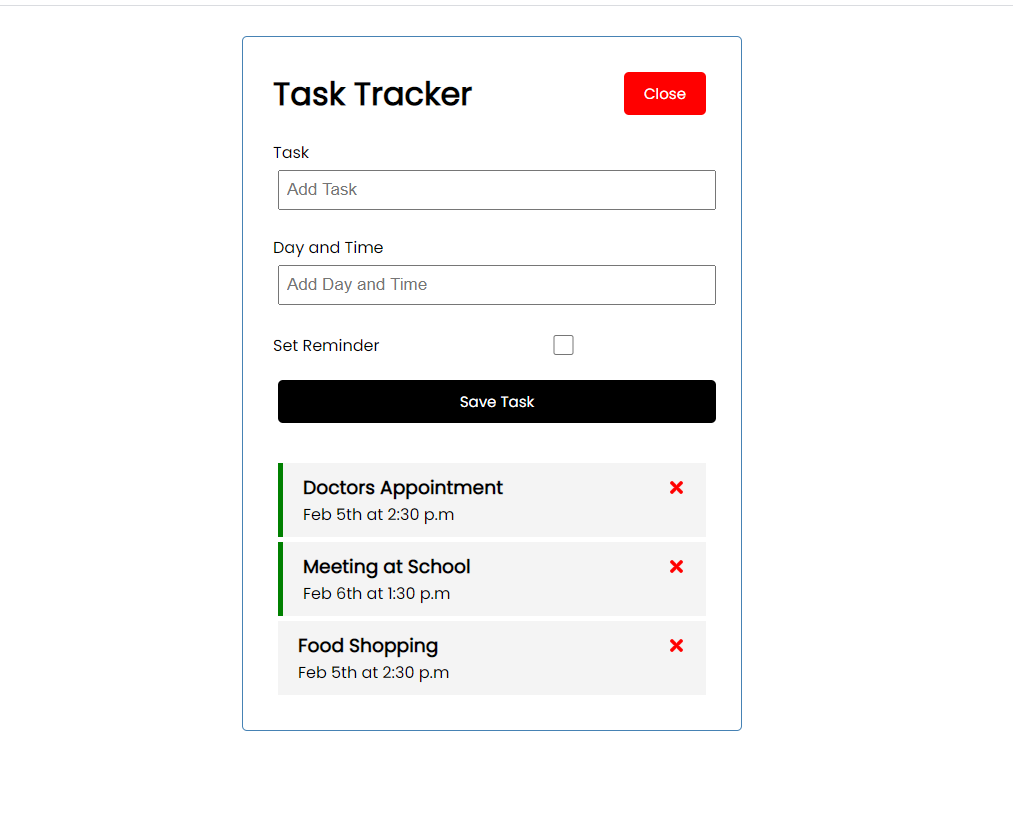 Task Tracker
Close
Task
Add Task
Day and Time
Add Day and Time
Set Reminder
Save Task
Doctors Appointment
Feb 5th at 2:30 p.m
Meeting at School
Feb 6th at 1:30 p.m
Food Shopping
Feb 5th at 2:30 p.m